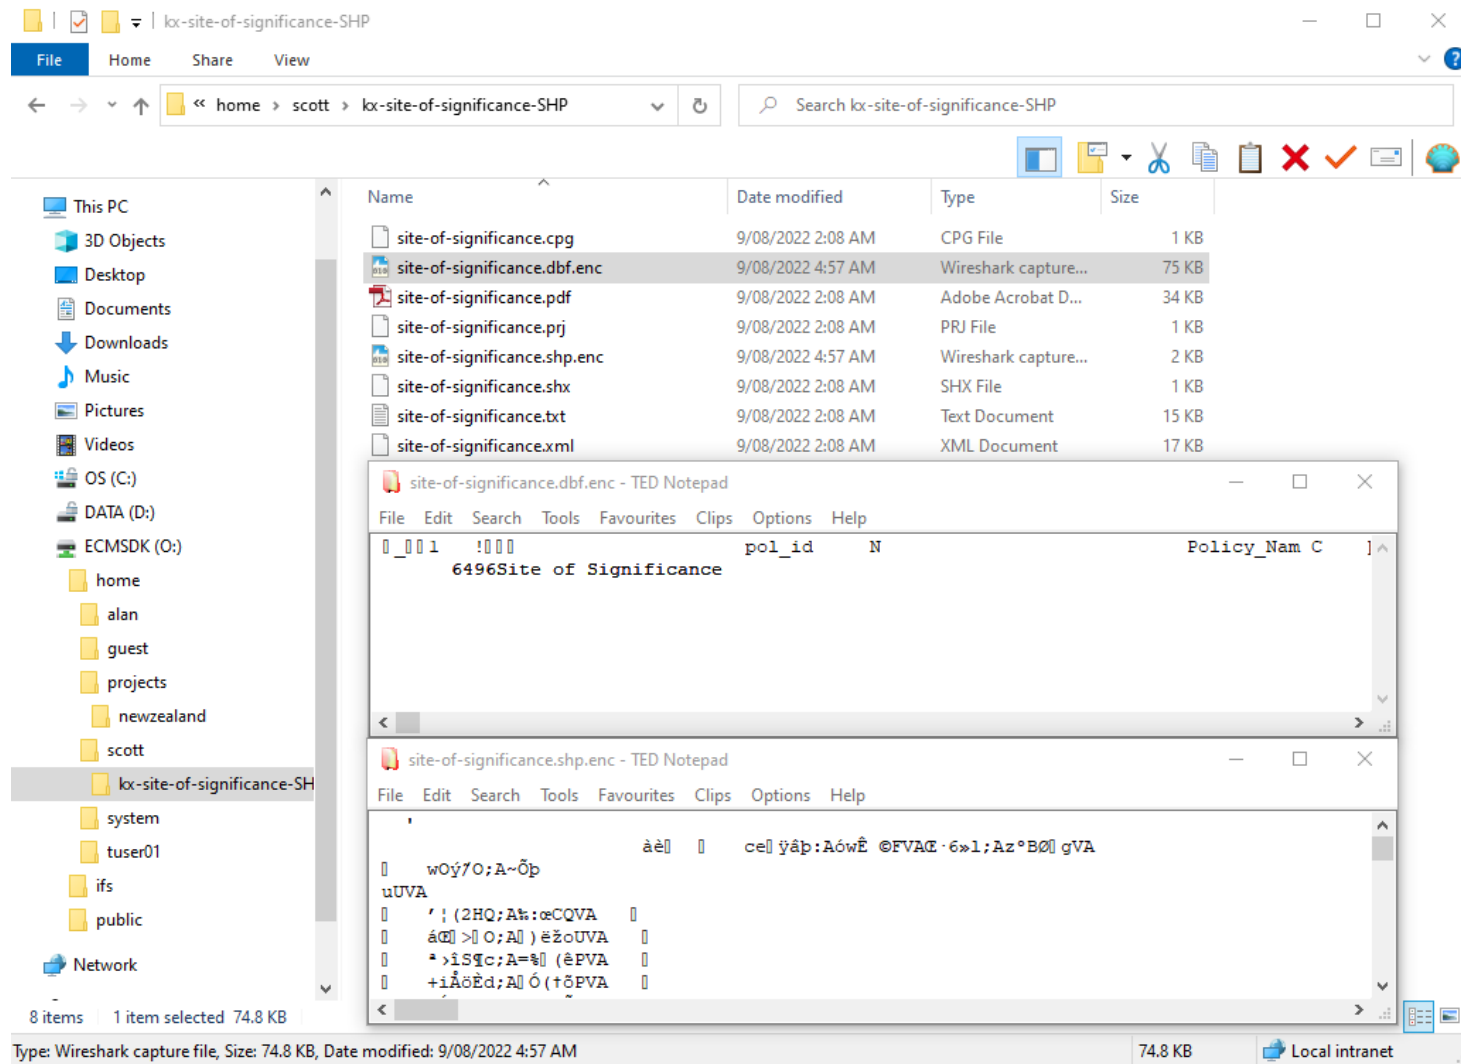 kx-site-of-significance-SHP
File Home Share View
« home › scott › kx-site-of-significance-SHP
Search kx-site-of-significance-SHP
Name Date modified Type Size
This PC
3D Objects
Desktop
Documents
Downloads
Music
Pictures
Videos
OS (C:)
DATA (D:)
ECMSDK (O:)
home
alan
guest
projects
newzealand
scott
kx-site-of-significance-SH
system
tuser01
ifs
public
Network
site-of-significance.cpg 9/08/2022 2:08 AM CPG File 1 KB
site-of-significance.dbf.enc 9/08/2022 4:57 AM Wireshark capture... 75 KB
site-of-significance.pdf 9/08/2022 2:08 AM Adobe Acrobat D... 34 KB
site-of-significance.prj 9/08/2022 2:08 AM PRJ File 1 KB
site-of-significance.shp.enc 9/08/2022 4:57 AM Wireshark capture... 2 KB
site-of-significance.shx 9/08/2022 2:08 AM SHX File 1 KB
site-of-significance.txt 9/08/2022 2:08 AM Text Document 15 KB
site-of-significance.xml 9/08/2022 2:08 AM XML Document 17 KB
site-of-significance.dbf.enc - TED Notepad
File Edit Search Tools Favourites Clips Options Help
pol_id N Policy_Nam C
6496Site of Significance
site-of-significance.shp.enc - TED Notepad
File Edit Search Tools Favourites Clips Options Help
uUVA
8 items 1 item selected 74.8 KB
Type: Wireshark capture file, Size: 74.8 KB, Date modified: 9/08/2022 4:57 AM 74.8 KB Local intranet